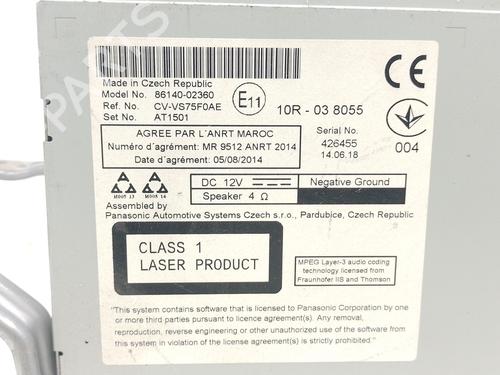 Made in Czech Republic
Model No. 86140-02360
Ref. No. CV-VS75F0AE
Set No. AT1501
E11
10R - 03 8055
CE
Serial No.
426455
14.06.18
004
AGREE PAR L'ANRT MAROC
Numéro d'agrément: MR 9512 ANRT 2014
Date d'agrément: 05/08/2014
DC 12V
Negative Ground
Speaker 4 Ω
Assembled by
Panasonic Automotive Systems Czech s.r.o., Pardubice, Czech Republic
CLASS 1
LASER PRODUCT
MPEG Layer-3 audio coding
technology licensed from
Fraunhofer IIS and Thomson
"This system contains software that is licensed to Panasonic Corporation by one
or more third parties pursuant to licence agreement(s). Any removal,
reproduction, reverse engineering or other unauthorized use of the software from
this system in violation of the license agreement(s) is strictly prohibited."